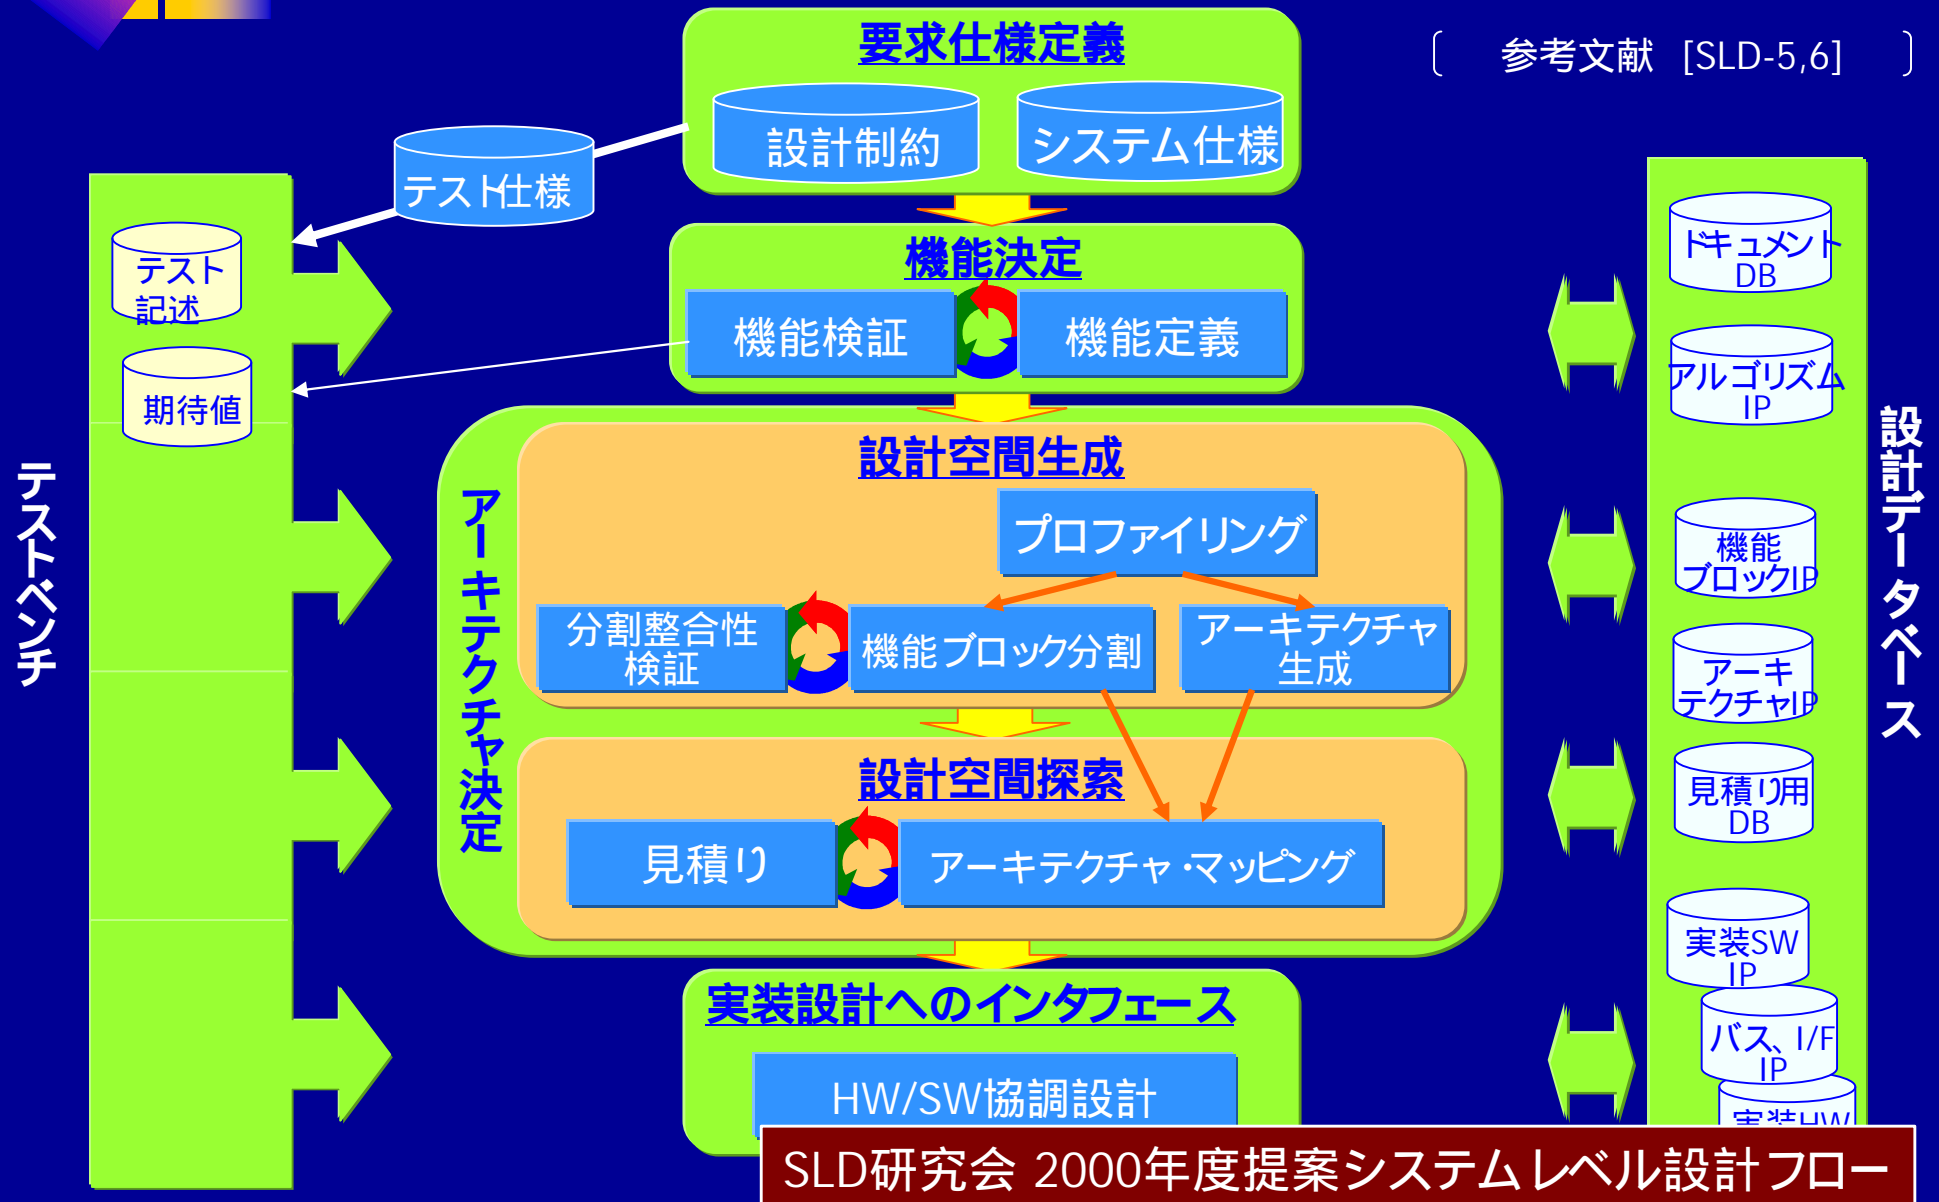 要求仕様定義
参考文献 [SLD-5,6]
設計制約
システム仕様
テスト仕様
機能決定
機能検証
機能定義
テスト
記述
期待値
テストベンチ
アーキテクチャ決定
設計空間生成
プロファイリング
分割整合性
検証
機能ブロック分割
アーキテクチャ
生成
設計空間探索
見積り
アーキテクチャ・マッピング
実装設計へのインタフェース
HW/SW協調設計
ドキュメント
DB
アルゴリズム
IP
機能
ブロックIP
アーキ
テクチャIP
見積り用
DB
実装SW
IP
バス、I/F
IP
実装HW
設計データベース
SLD研究会 2000年度提案システムレベル設計フロー